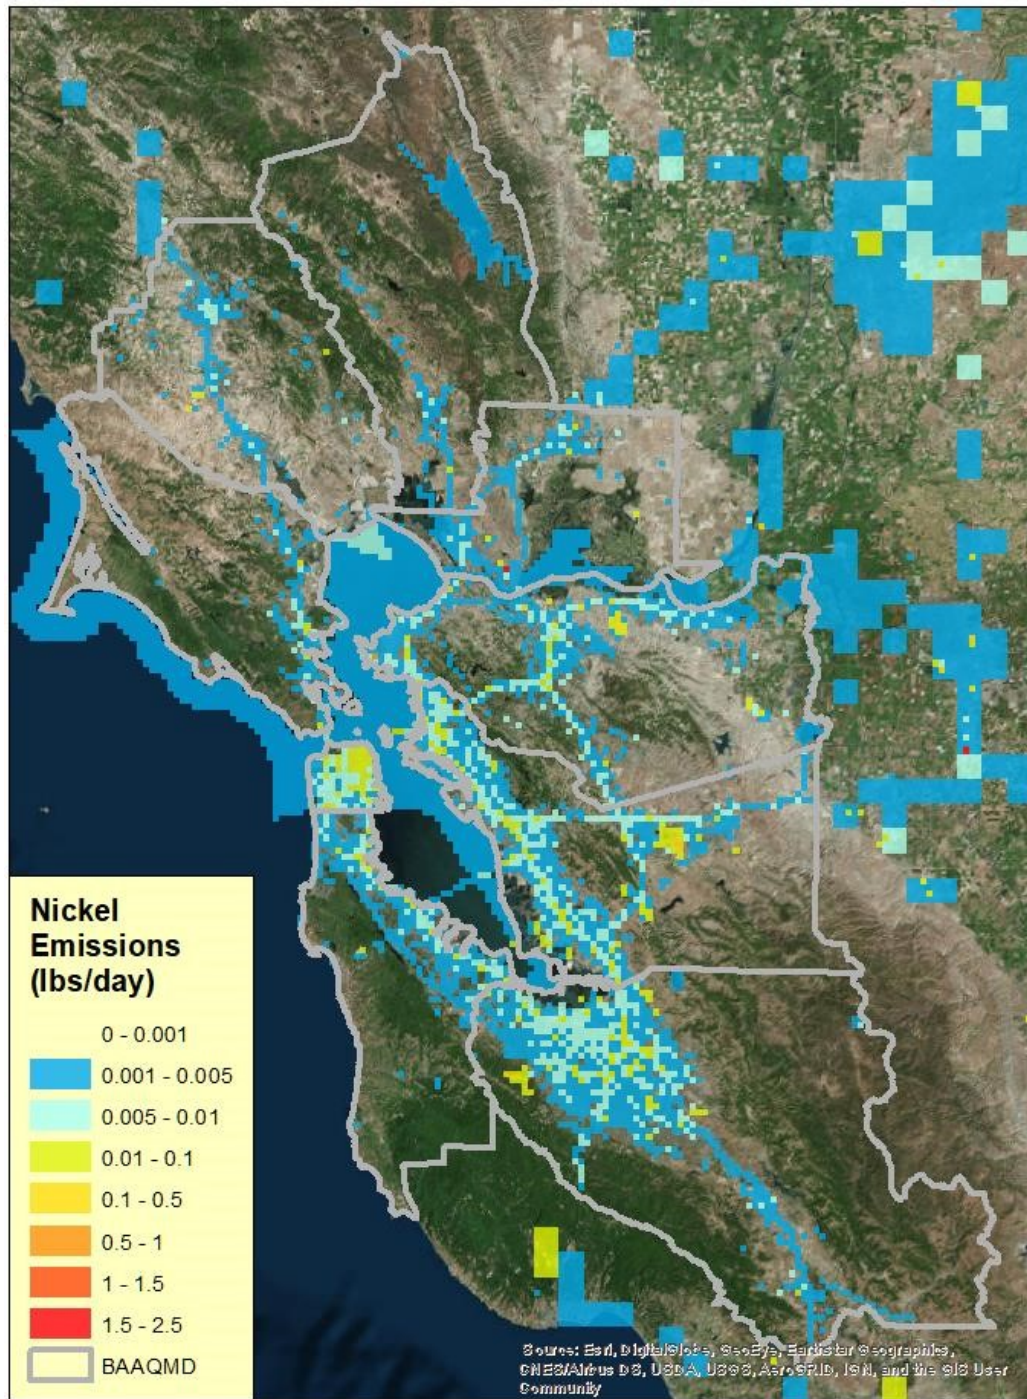 Nickel
Emissions
(lbs/day)
0 - 0.001
0.001 - 0.005
0.005 - 0.01
0.01 - 0.1
0.1 - 0.5
0.5 - 1
1 - 1.5
1.5 - 2.5
BAAQMD
Source: Esri, DigitalGlobe, GeoEye, Earthstar Geographics,
CNES/Airbus DS, USDA, USGS, AeroGRID, IGN, and the GIS User
Community